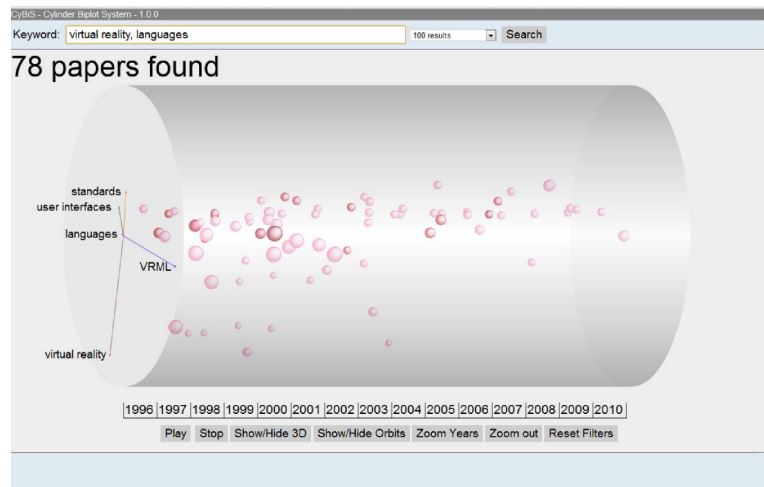 CyBiS - Cylinder Biplot System - 1.0.0
Keyword: virtual reality, languages 100 results Search
78 papers found
standards
user interfaces
languages
VRML
virtual reality
1996 1997 1998 1999 2000 2001 2002 2003 2004 2005 2006 2007 2008 2009 2010
Play Stop Show/Hide 3D Show/Hide Orbits Zoom Years Zoom out Reset Filters